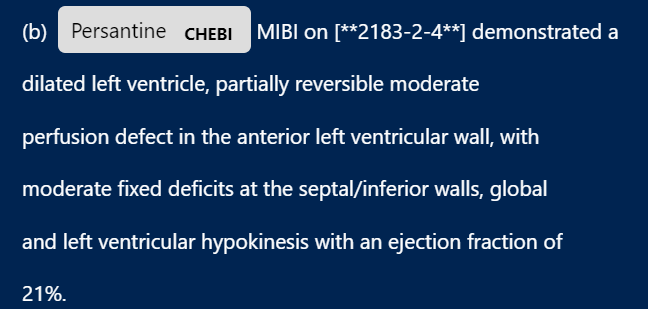 (b) Persantine CHEBI MIBI on [**2183-2-4**] demonstrated a
dilated left ventricle, partially reversible moderate
perfusion defect in the anterior left ventricular wall, with
moderate fixed deficits at the septal/inferior walls, global
and left ventricular hypokinesis with an ejection fraction of
21%.